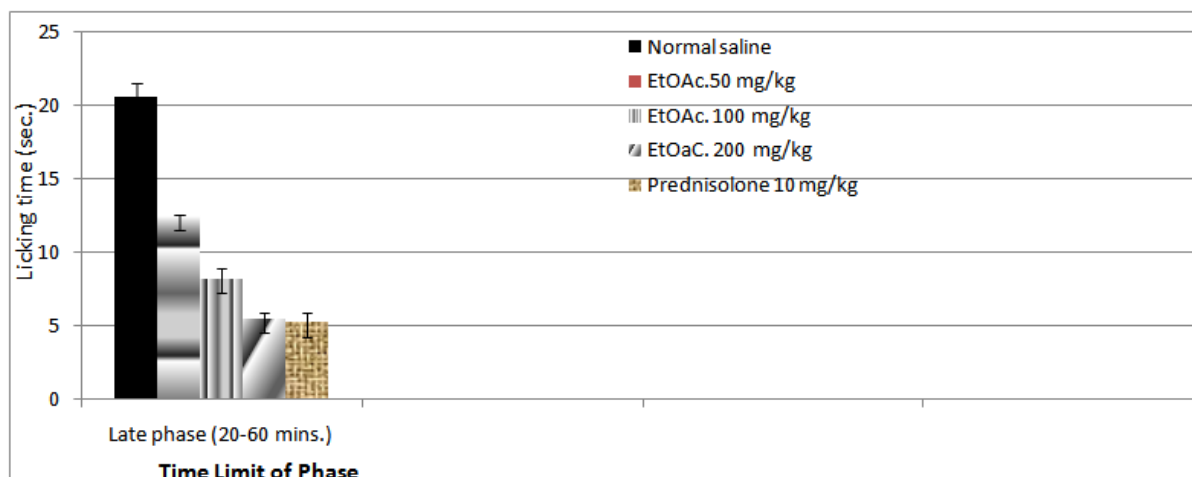 25
20
15
10
5
0
Licking time (sec.)
Normal saline
EtOAc.50 mg/kg
EtOAc. 100 mg/kg
EtOaC. 200 mg/kg
Prednisolone 10 mg/kg
Late phase (20-60 mins.)
Time Limit of Phase